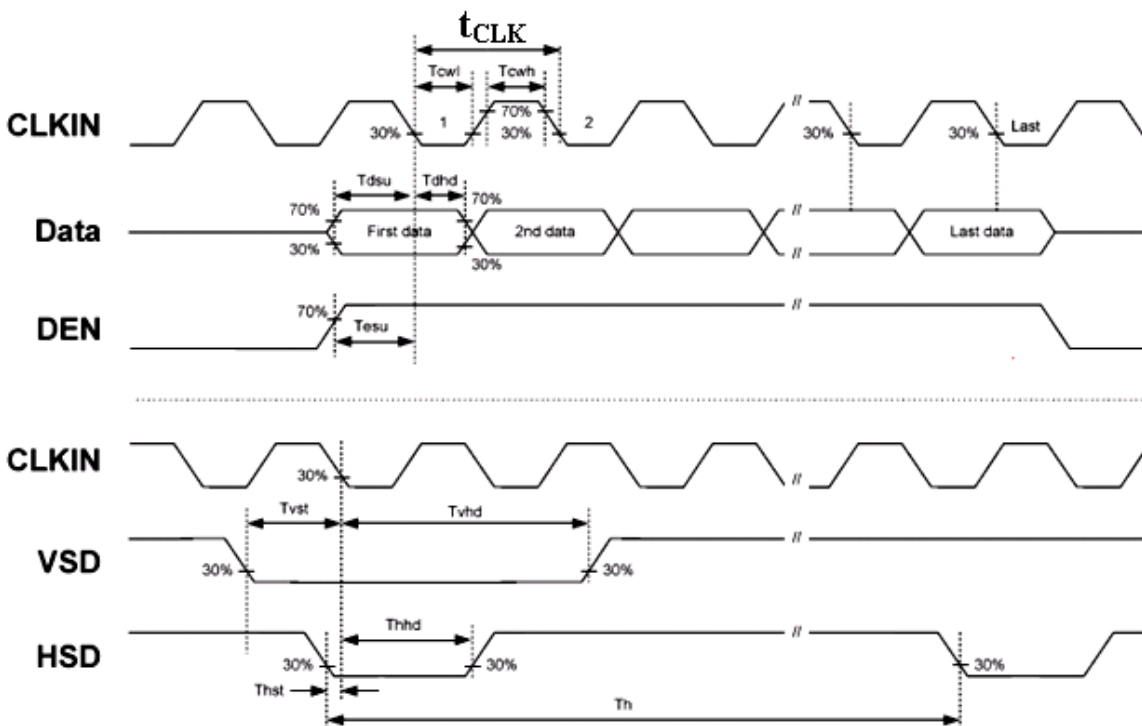 tCLK
Tcwl Tcwh
CLKIN 30% 1 70% 30% 2 30% 30% Last
Tdsu Tdhd
70% 70%
Data First data 2nd data Last data
30% 30%
70%
DEN Tesu
CLKIN
30%
Tvst Tvhd
VSD 30% 30%
Thhd
HSD 30% 30% 30%
Thst
Th